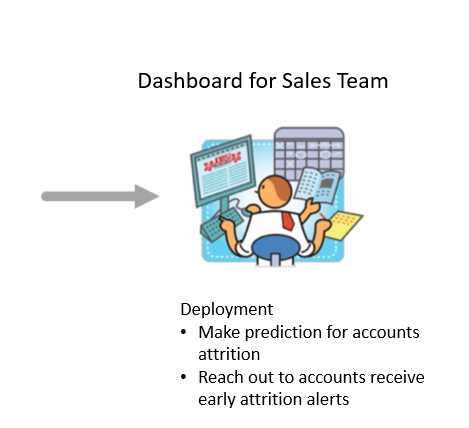 Dashboard for Sales Team
Deployment
• Make prediction for accounts
attrition
• Reach out to accounts receive
early attrition alerts